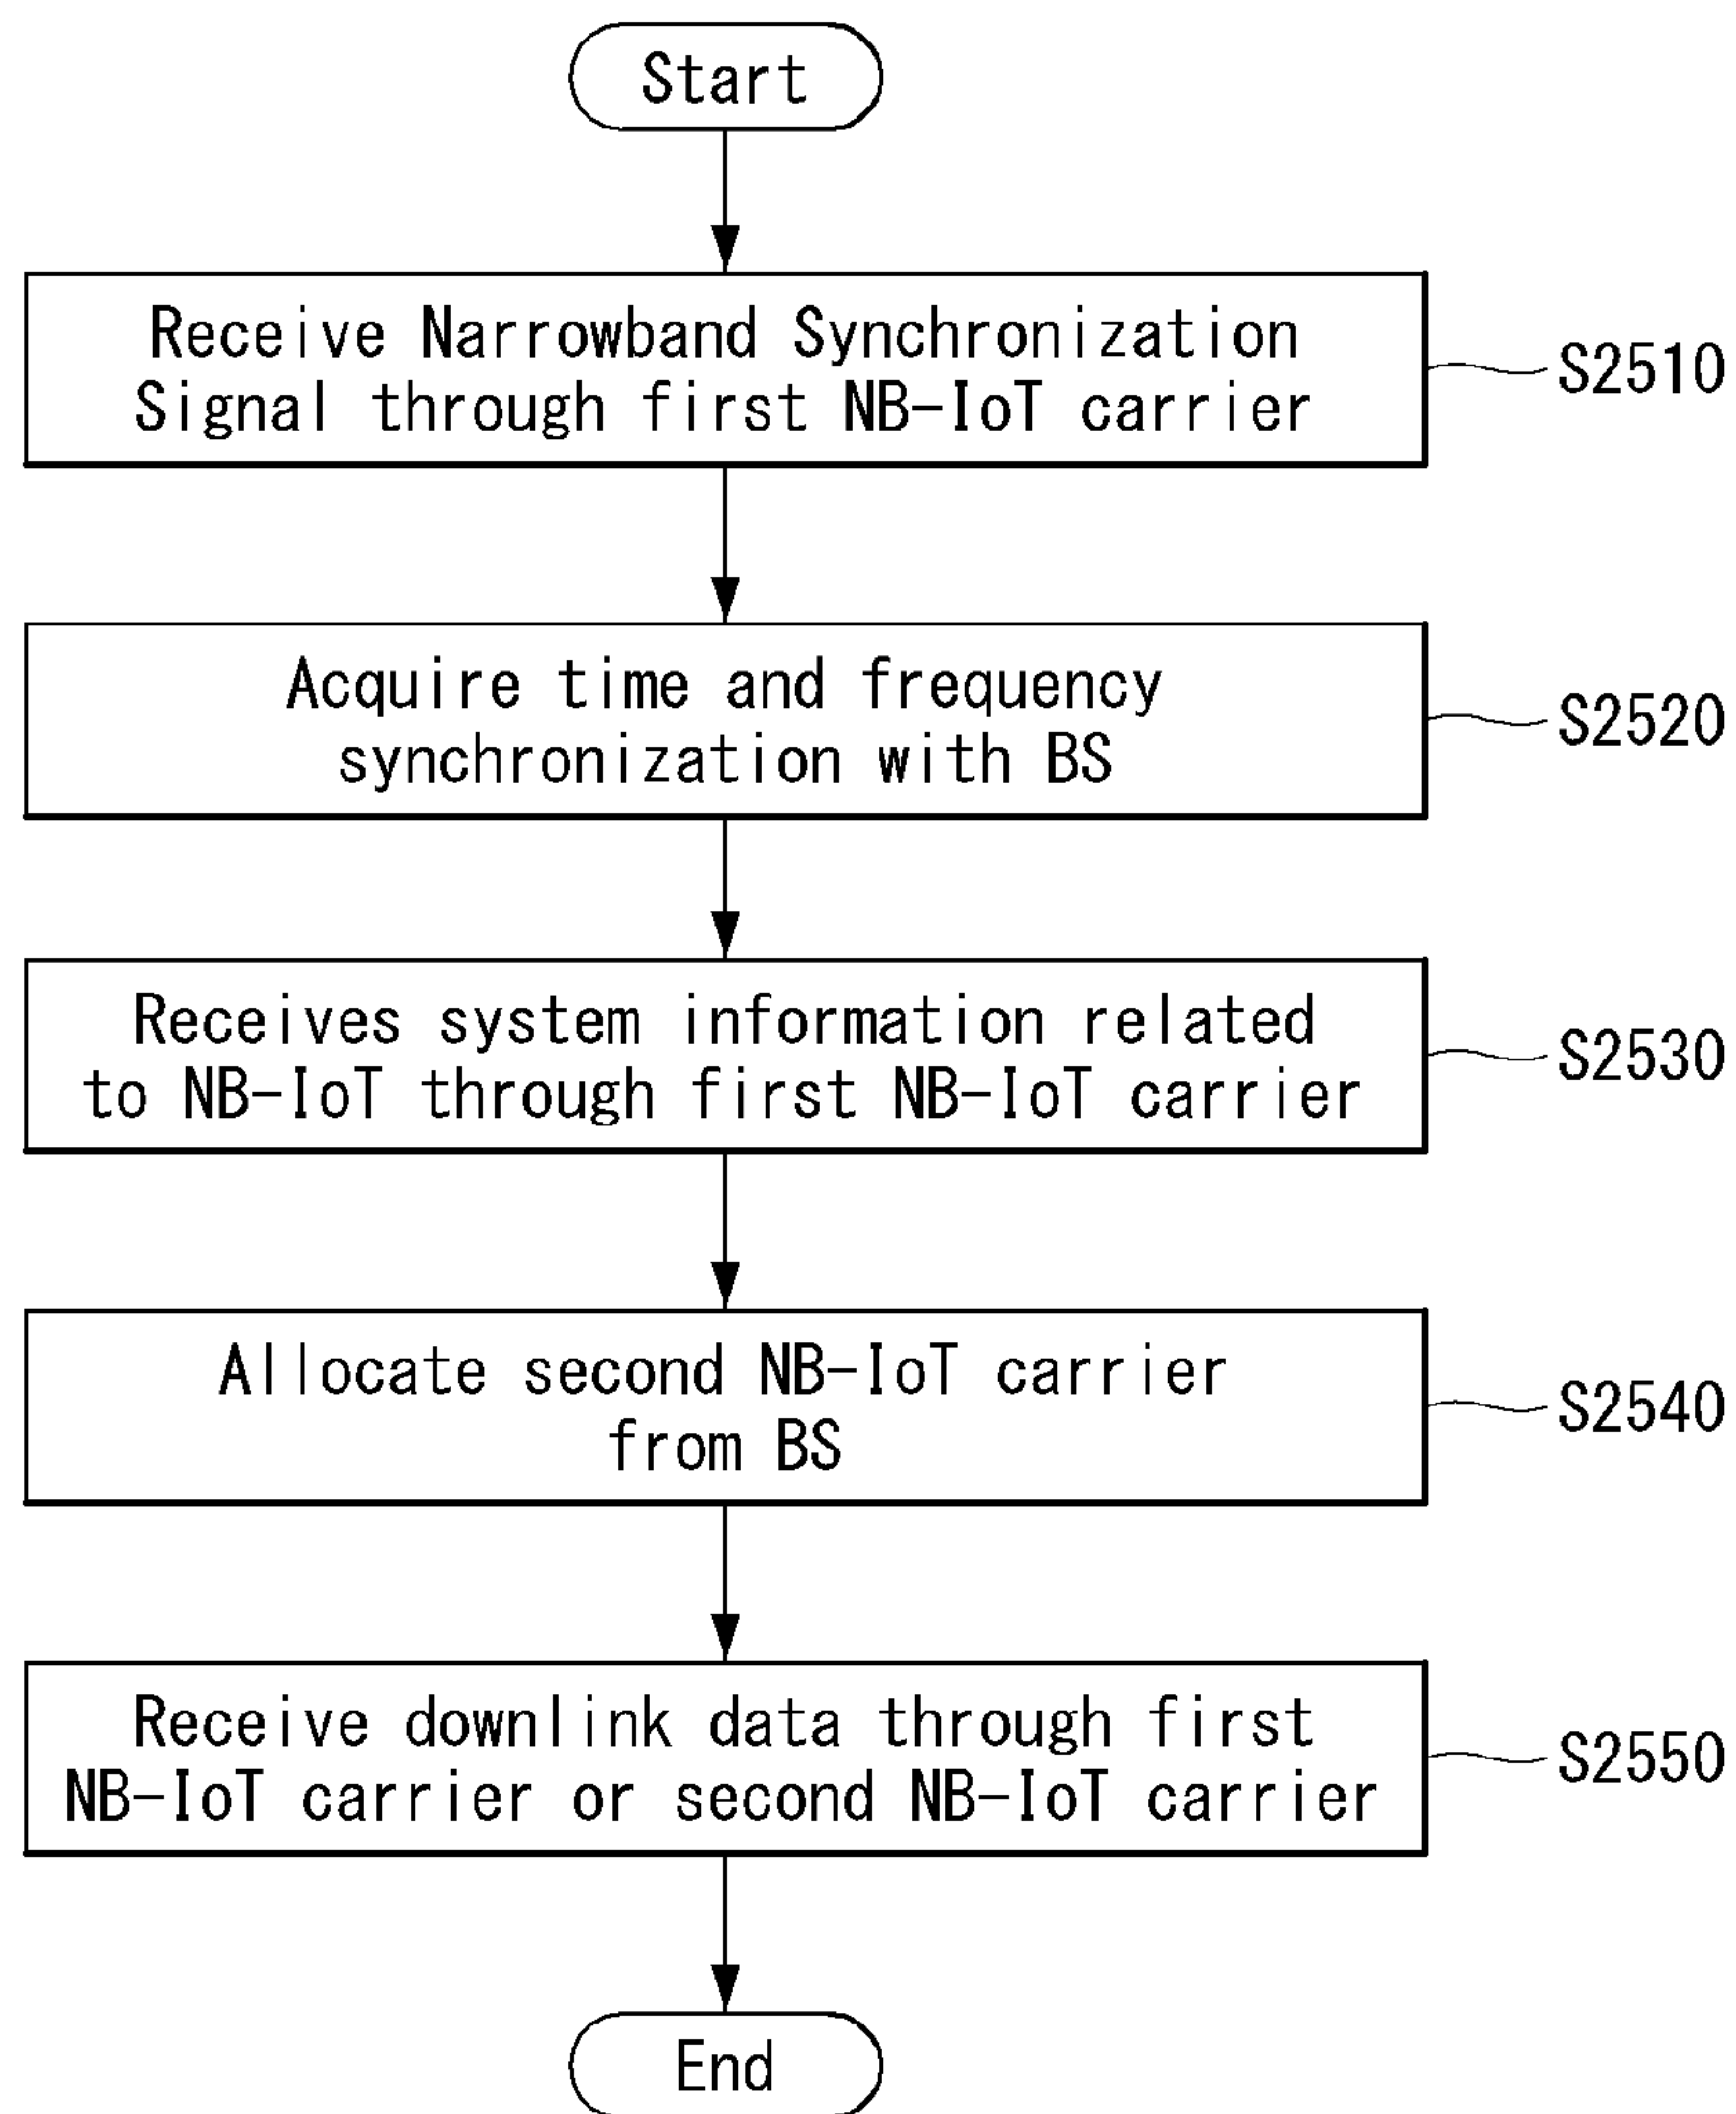 Start
Receive Narrowband Synchronization
Signal through first NB-IoT carrier
S2510
Acquire time and frequency
synchronization with BS
S2520
Receives system information related
to NB-IoT through first NB-IoT carrier
S2530
Allocate second NB-IoT carrier
from BS
S2540
Receive downlink data through first
NB-IoT carrier or second NB-IoT carrier
S2550
End